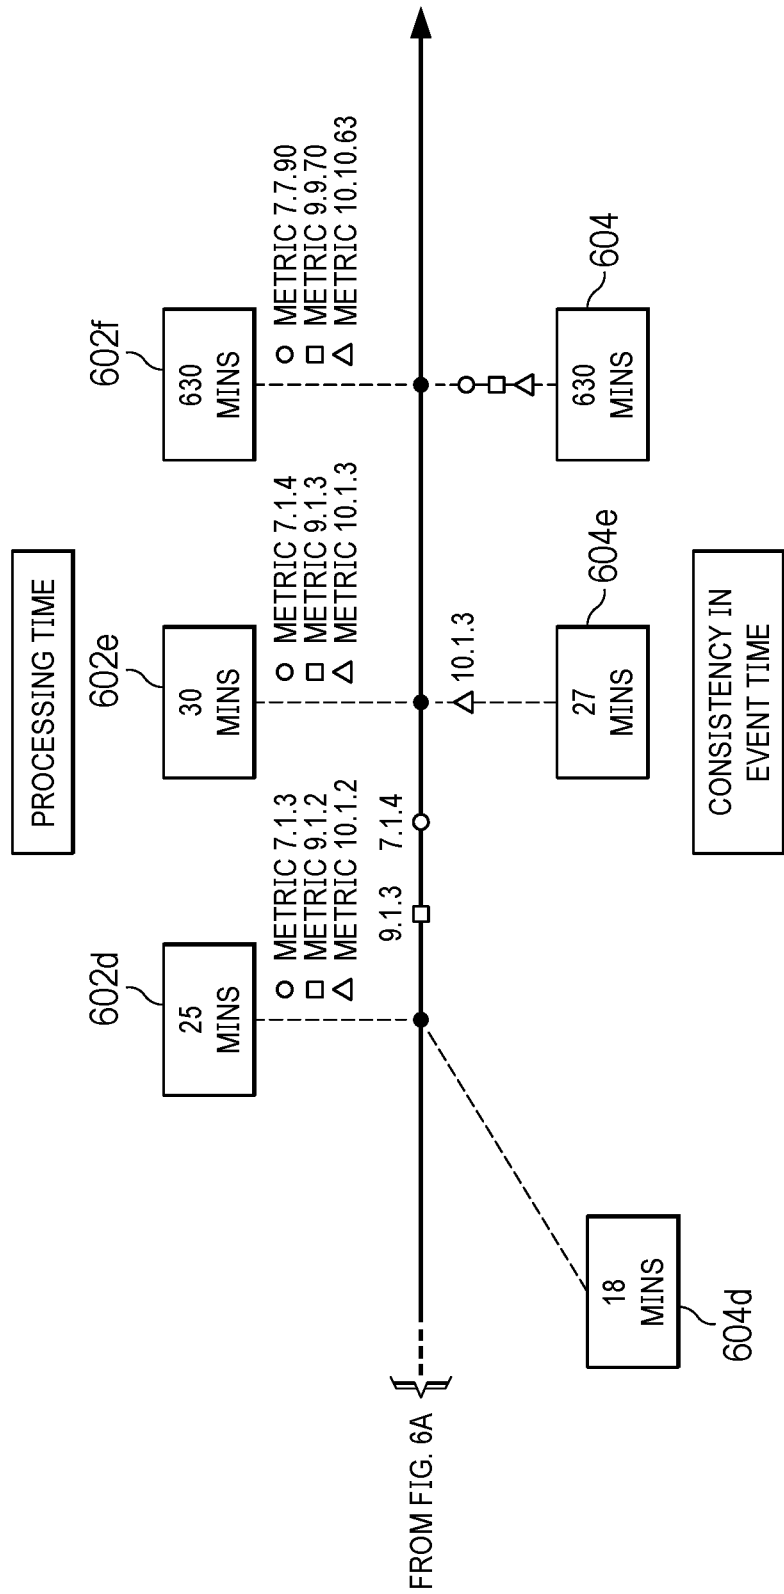 PROCESSING TIME
602d
25
MINS
METRIC 7.1.3
METRIC 9.1.2
METRIC 10.1.2
602e
30
MINS
METRIC 7.1.4
METRIC 9.1.3
METRIC 10.1.3
602f
630
MINS
METRIC 7.7.90
METRIC 9.9.70
METRIC 10.10.63
FROM FIG. 6A
9.1.3
7.1.4
10.1.3
18
MINS
604d
27
MINS
604e
630
MINS
604
CONSISTENCY IN
EVENT TIME